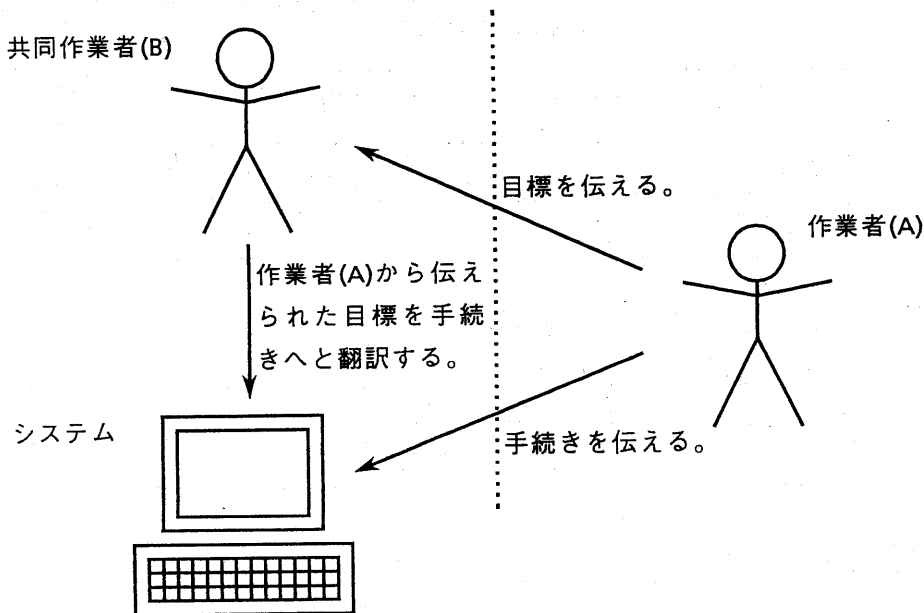 共同作業者(B)
目標を伝える。
作業者(A)
作業者(A)から伝え
られた目標を手続
きへと翻訳する。
システム
手続きを伝える。